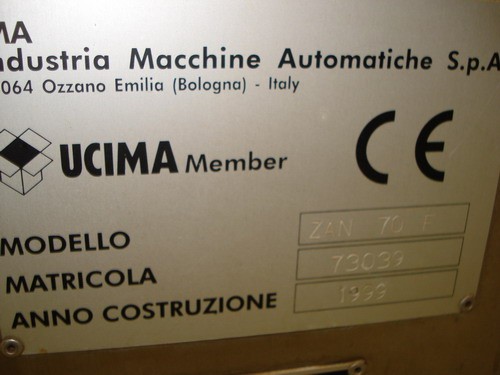 MA
ndustria Macchine Automatiche S.p.A
064 Ozzano Emilia (Bologna) - Italy
UCIMA Member CE
MODELLO ZAN 70 F
MATRICOLA 73039
ANNO COSTRUZIONE 1999